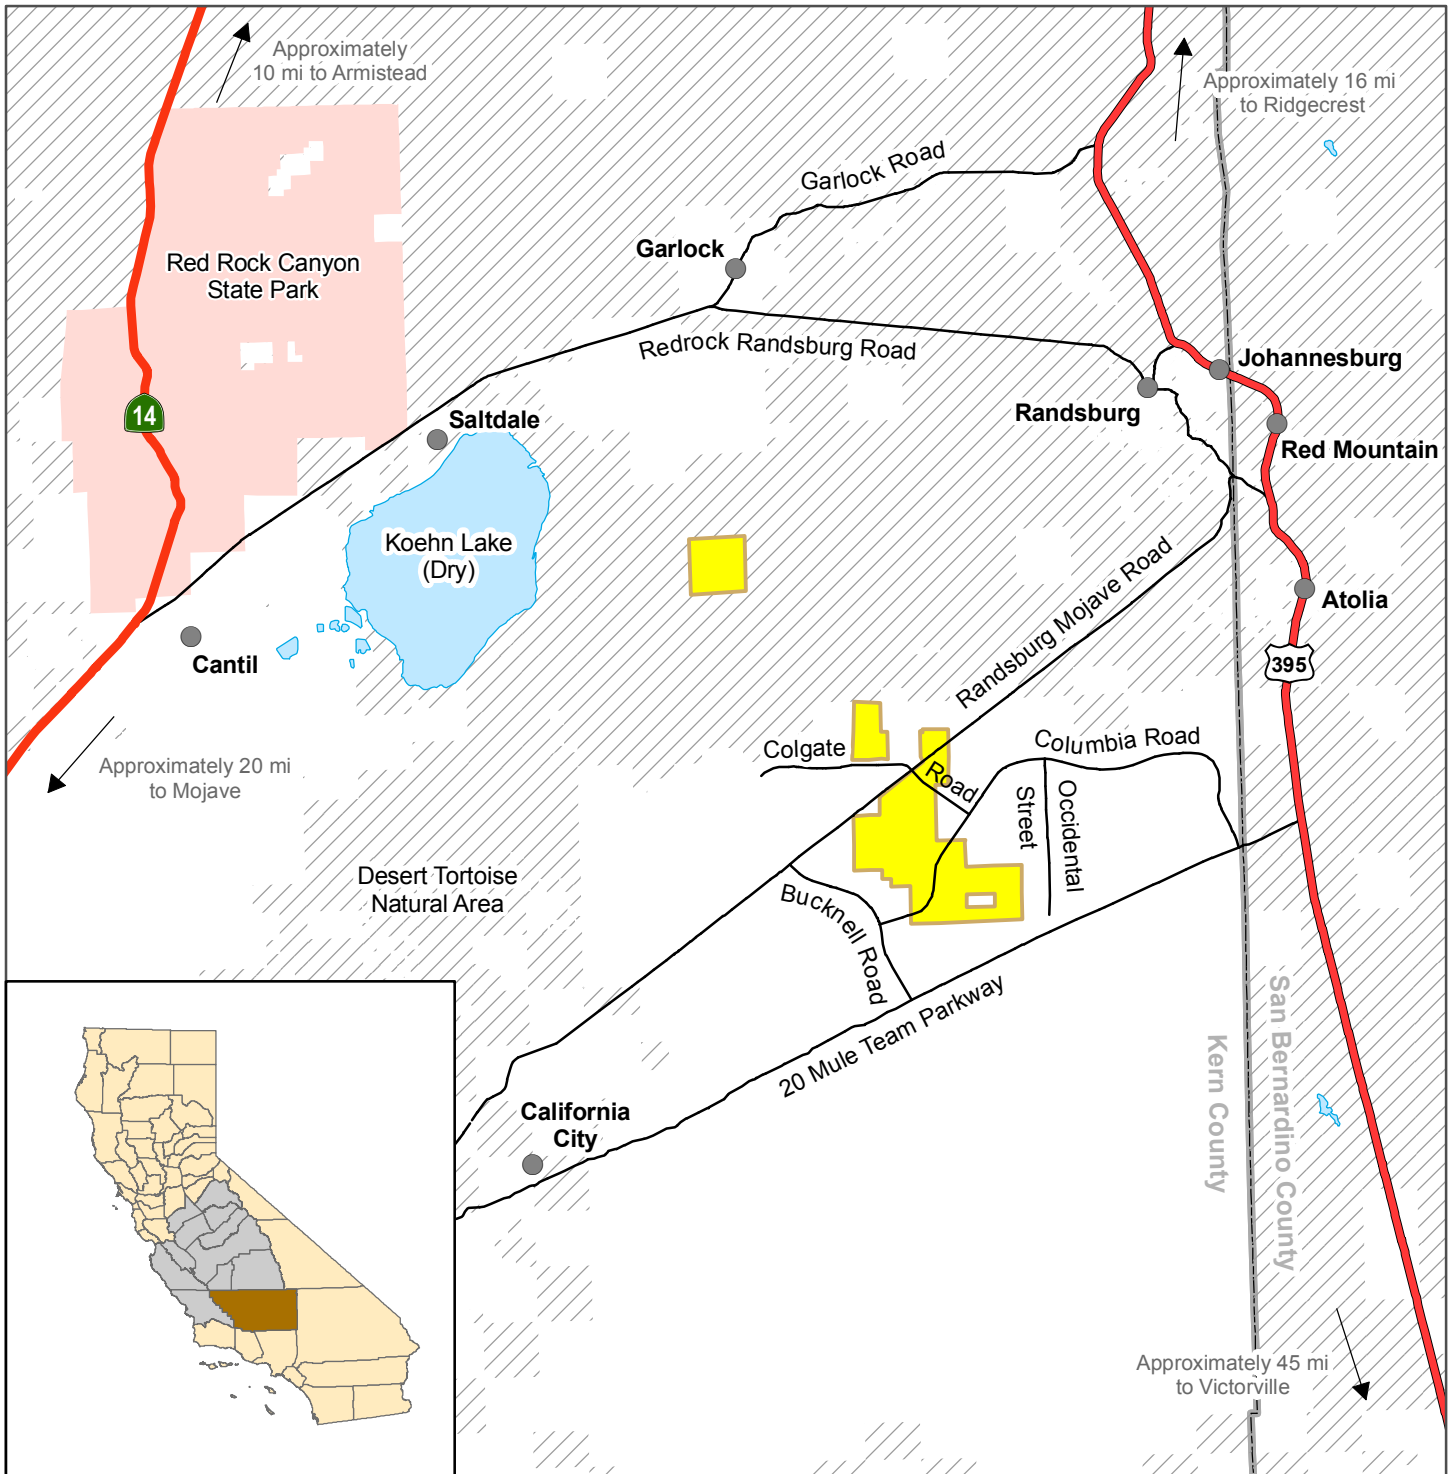 Approximately
10 mi to Armistead
Approximately 16 mi
to Ridgecrest
Garlock Road
Garlock
Red Rock Canyon
State Park
Redrock Randsburg Road
Johannesburg
14
Randsburg
Saltdale
Red Mountain
Koehn Lake
(Dry)
Randsburg Mojave Road
Atolia
Cantil
395
Colgate
Road
Columbia Road
Approximately 20 mi
to Mojave
Street
Occidental
Desert Tortoise
Natural Area
Bucknell Road
20 Mule Team Parkway
San Bernardino County
Kern County
California
City
Approximately 45 mi
to Victorville